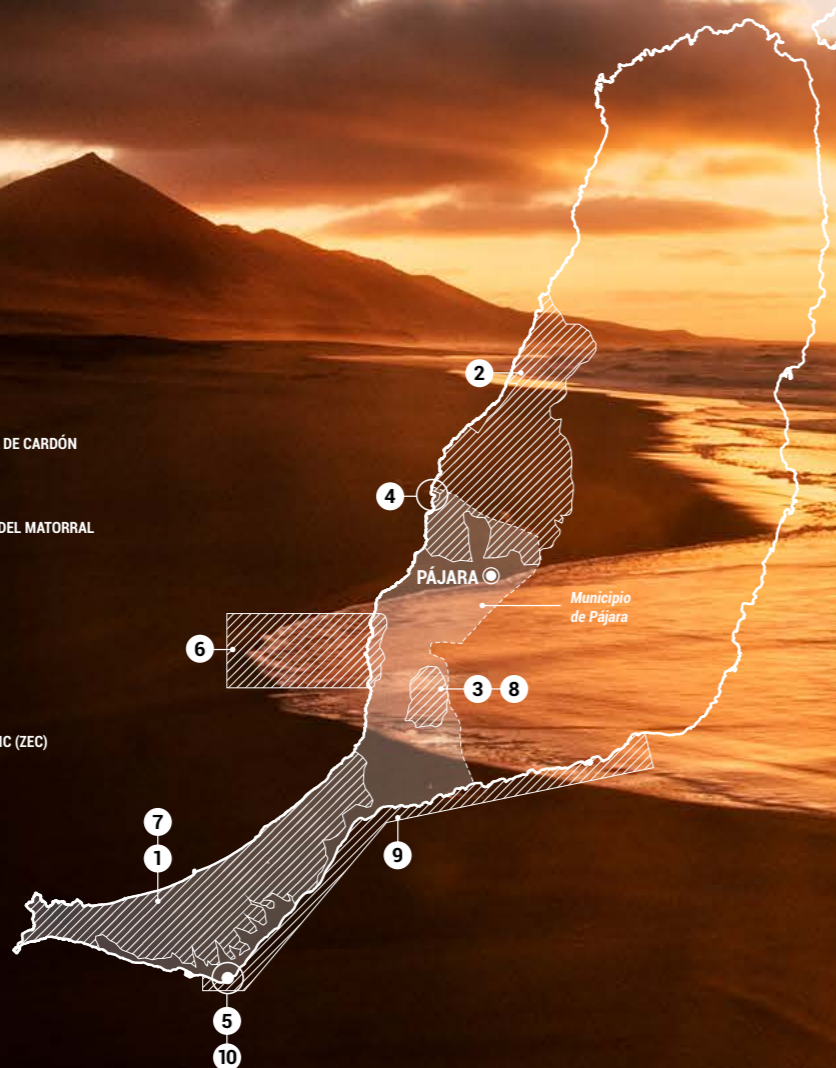 2
DE CARDÓN
4
DEL MATORRAL
PÁJARA
Municipio
de Pájara
6
3 8
IC (ZEC)
7
1
9
5
10